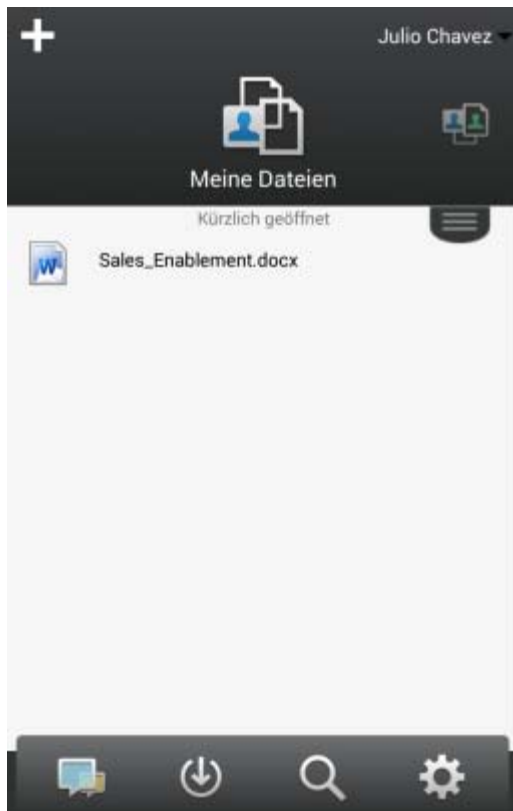 Julio Chavez
Meine Dateien
Kürzlich geöffnet
W
Sales_Enablement.docx